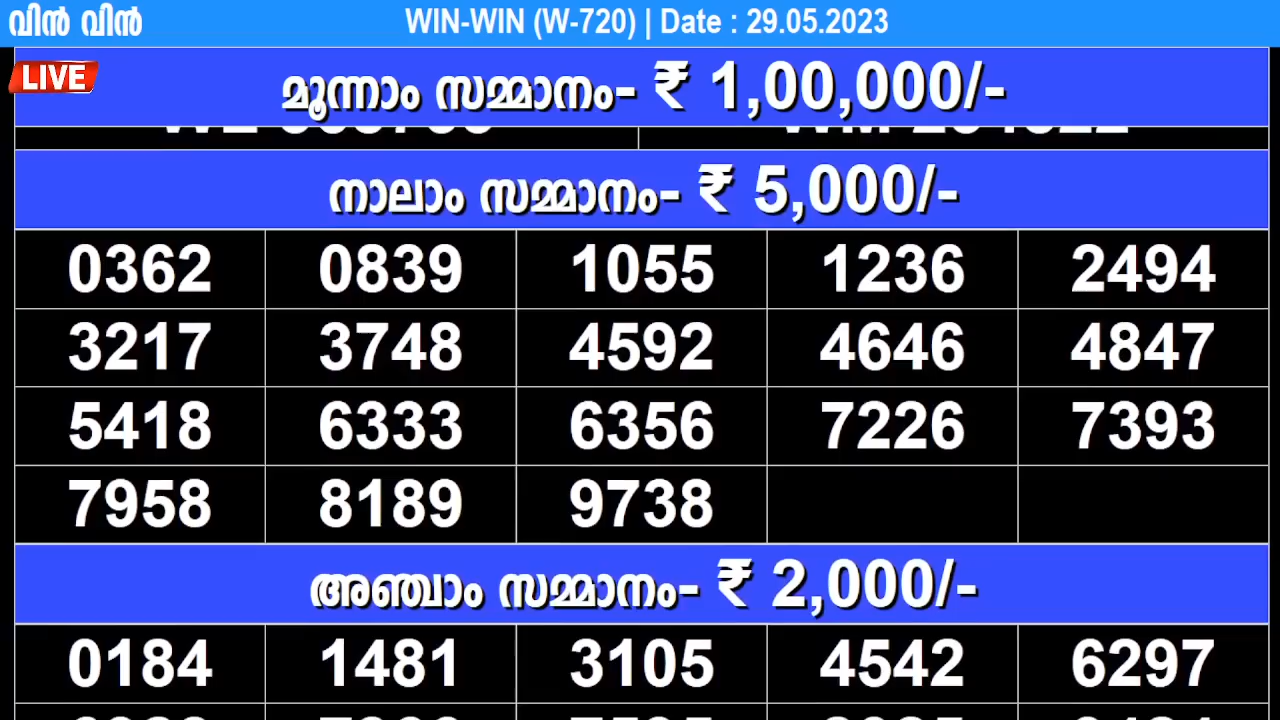 വിൻ വിൻ WIN-WIN (W-720) | Date : 29.05.2023
LIVE
മൂന്നാം സമ്മാനം- ₹ 1,00,000/-
നാലാം സമ്മാനം- ₹ 5,000/-
0362 0839 1055 1236 2494
3217 3748 4592 4646 4847
5418 6333 6356 7226 7393
7958 8189 9738
അഞ്ചാം സമ്മാനം- ₹ 2,000/-
0184 1481 3105 4542 6297